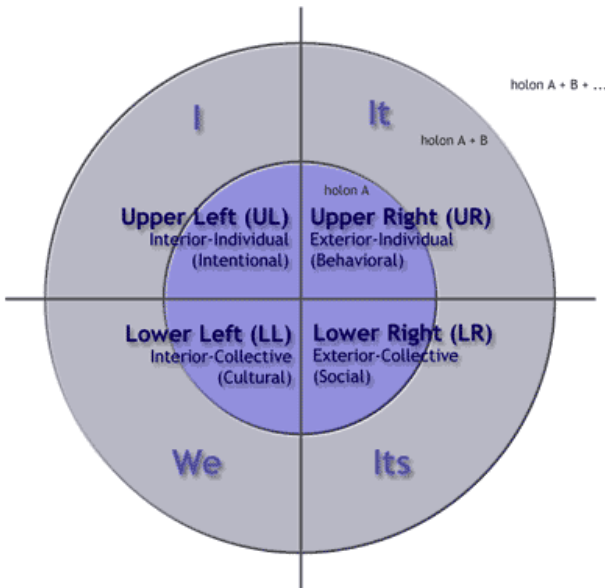 holon A + B + ...
I
It
holon A + B
holon A
Upper Left (UL)
Interior-Individual
(Intentional)
Upper Right (UR)
Exterior-Individual
(Behavioral)
Lower Left (LL)
Interior-Collective
(Cultural)
Lower Right (LR)
Exterior-Collective
(Social)
We
Its